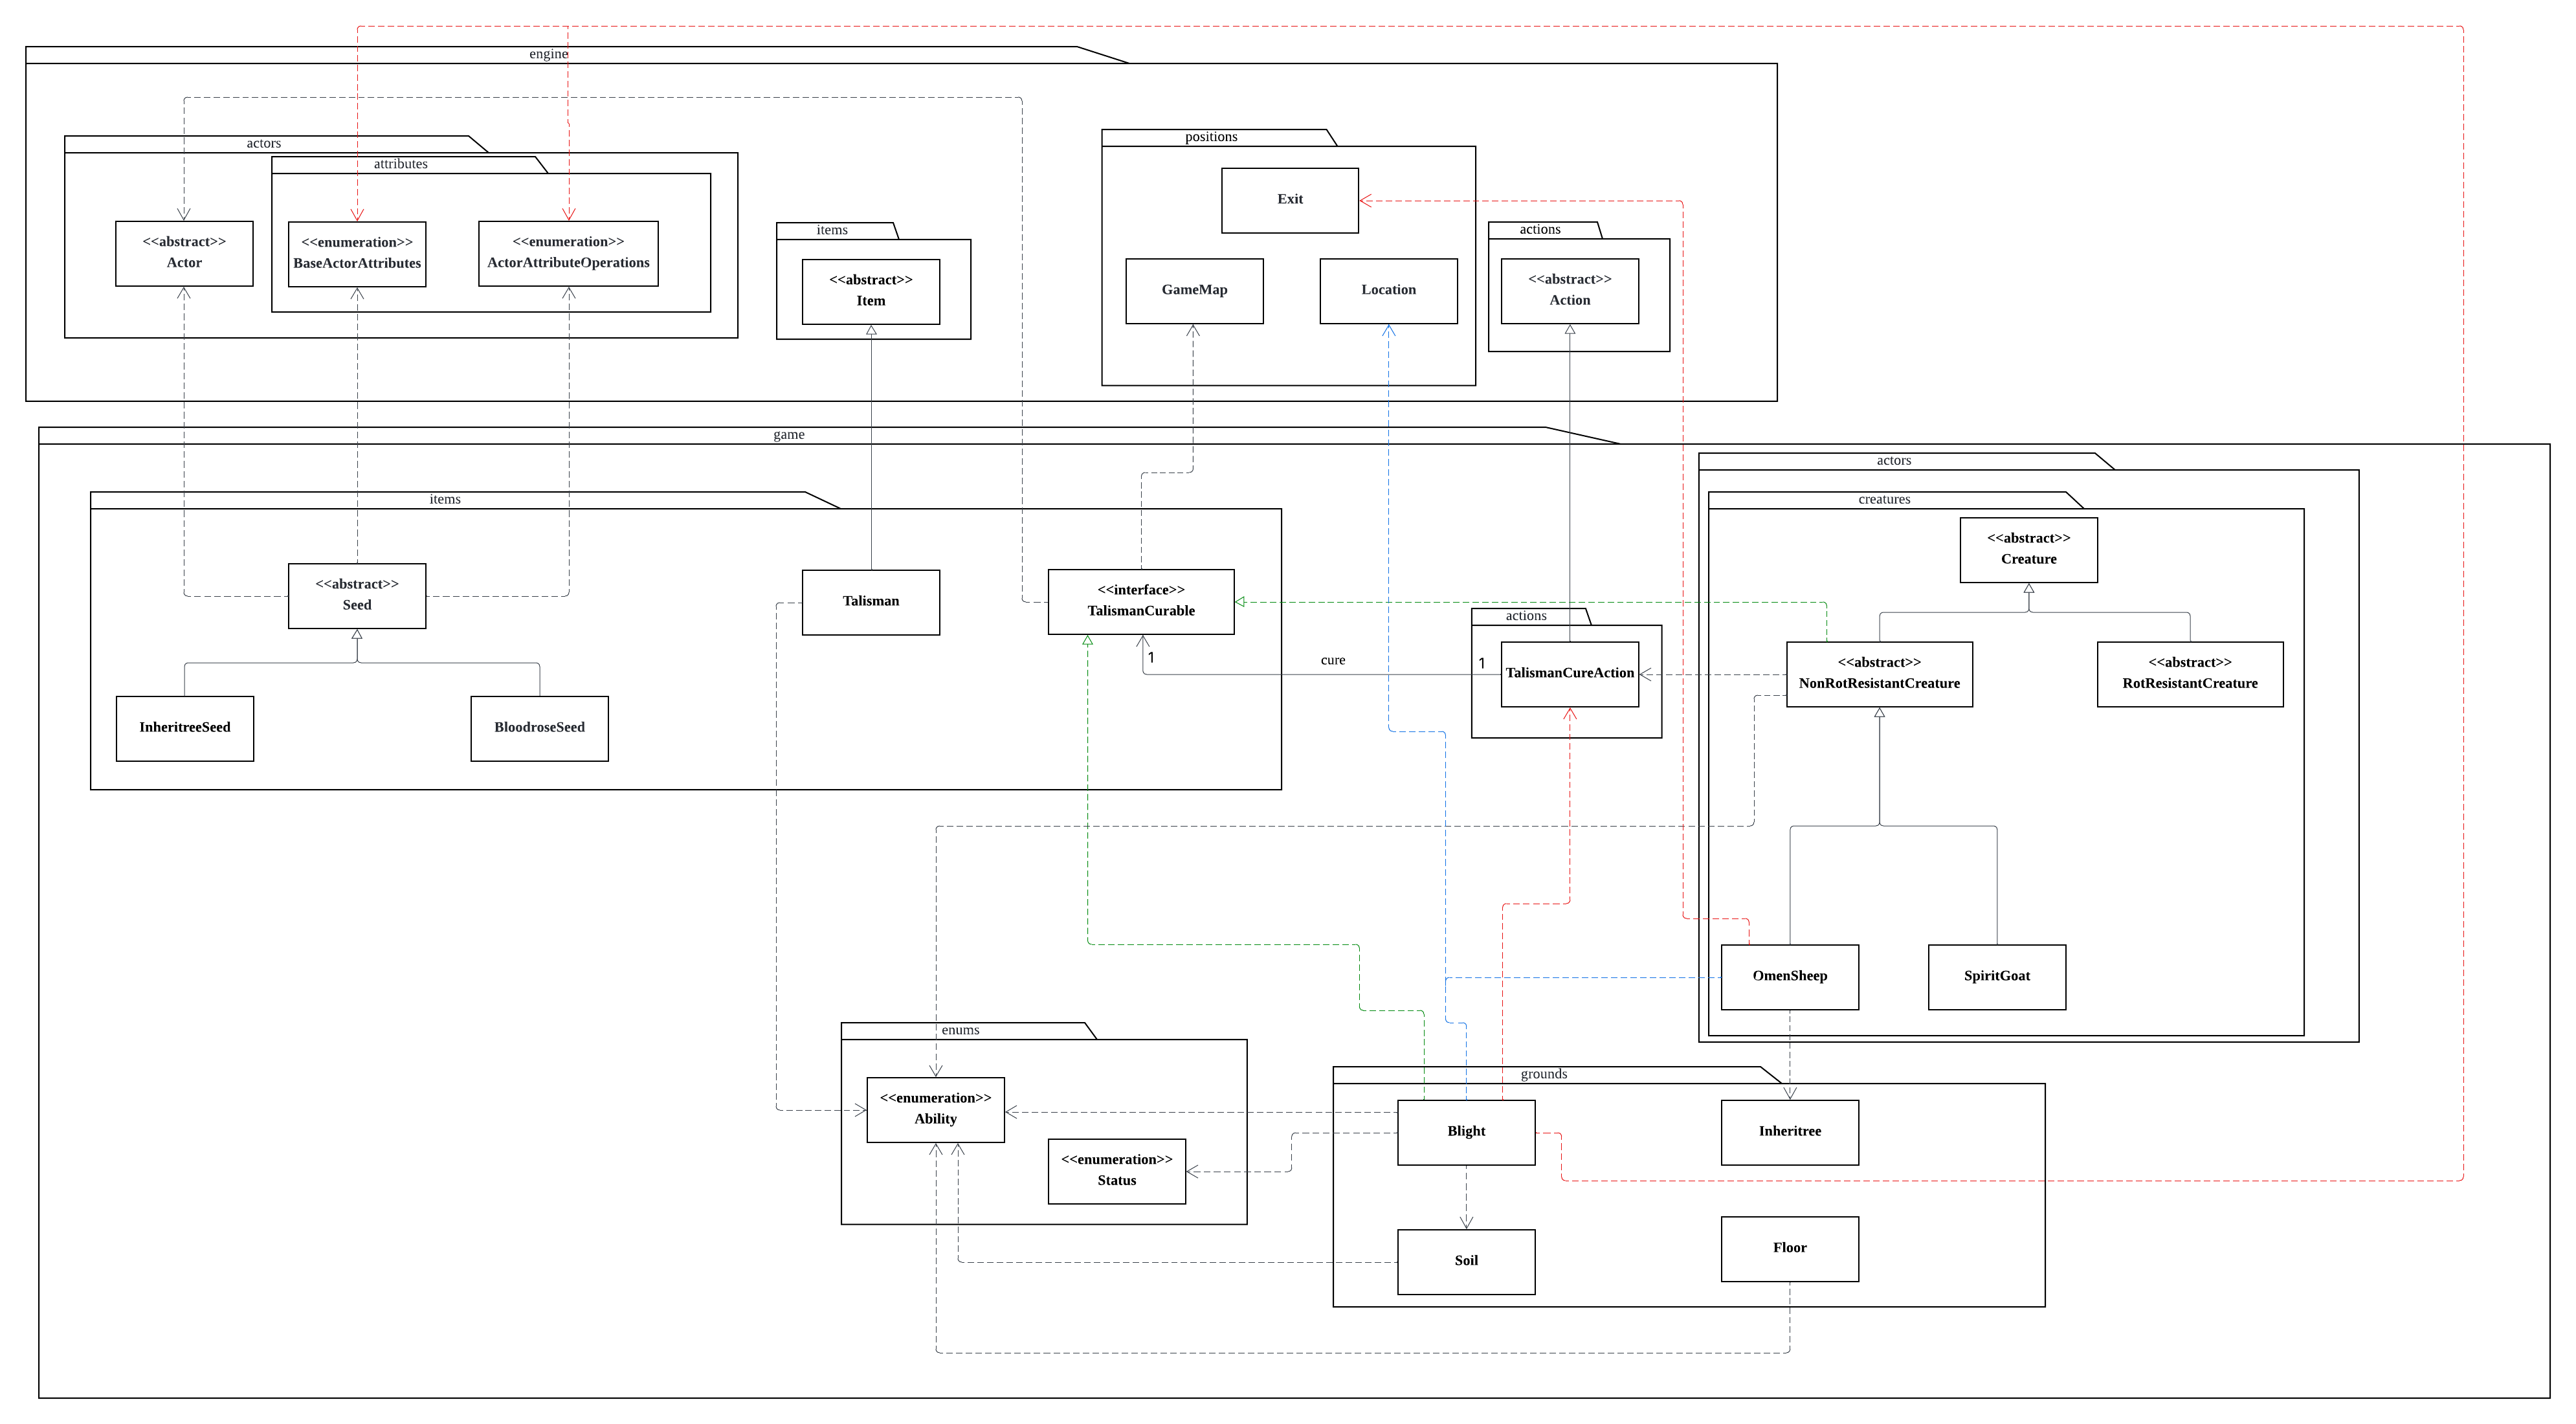 engine
actors
attributes
<<abstract>>
Actor
<<enumeration>>
BaseActorAttributes
<<enumeration>>
ActorAttributeOperations
items
<<abstract>>
Item
positions
Exit
GameMap
Location
actions
<<abstract>>
Action
game
items
<<abstract>>
Seed
InheritreeSeed
BloodroseSeed
Talisman
<<interface>>
TalismanCurable
1
cure
1
actions
TalismanCureAction
actors
creatures
<<abstract>>
Creature
<<abstract>>
NonRotResistantCreature
<<abstract>>
RotResistantCreature
OmenSheep
SpiritGoat
enums
<<enumeration>>
Ability
<<enumeration>>
Status
grounds
Blight
Inheritree
Soil
Floor